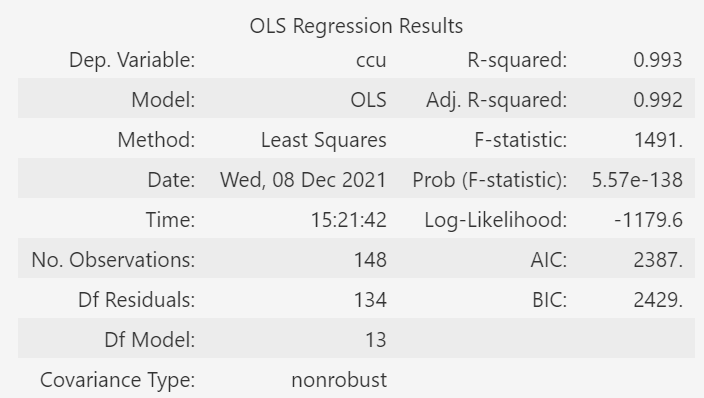 OLS Regression Results
Dep. Variable: ccu R-squared: 0.993
Model: OLS Adj. R-squared: 0.992
Method: Least Squares F-statistic: 1491.
Date: Wed, 08 Dec 2021 Prob (F-statistic): 5.57e-138
Time: 15:21:42 Log-Likelihood: -1179.6
No. Observations: 148 AIC: 2387.
Df Residuals: 134 BIC: 2429.
Df Model: 13
Covariance Type: nonrobust